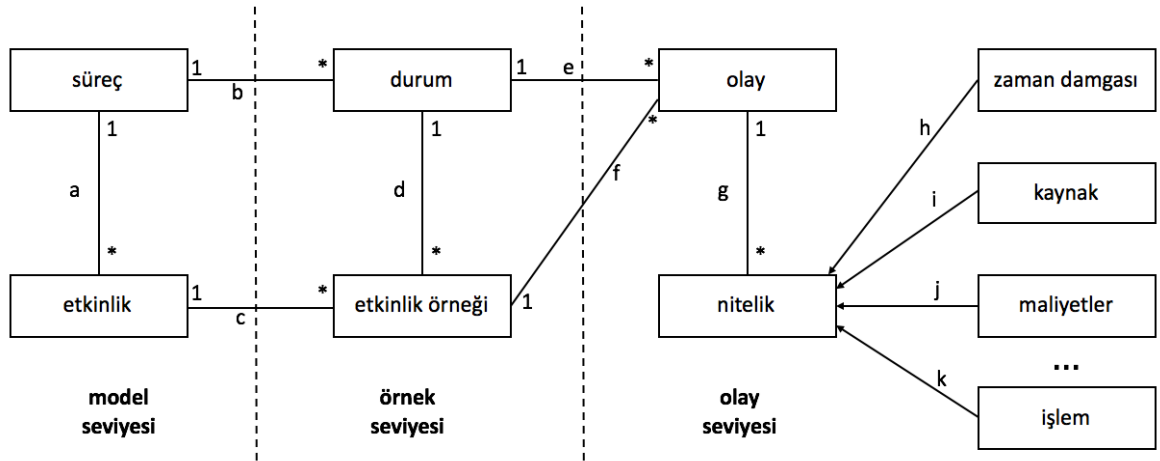 süreç
1
b
*
durum
1
e
*
olay
zaman damgası
1
1
*
1
h
a
d
f
g
i
kaynak
*
*
*
etkinlik
1
c
*
etkinlik örneği
1
nitelik
j
maliyetler
...
k
işlem
model
seviyesi
örnek
seviyesi
olay
seviyesi